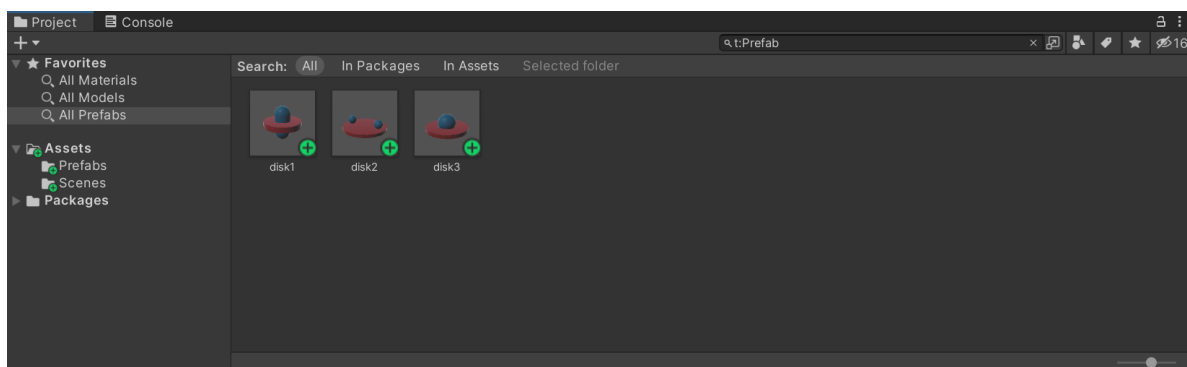 Project Console
t:Prefab
16
Favorites
Search: All In Packages In Assets Selected folder
All Materials
All Models
All Prefabs
Assets
Prefabs
Scenes
Packages
disk1 disk2 disk3